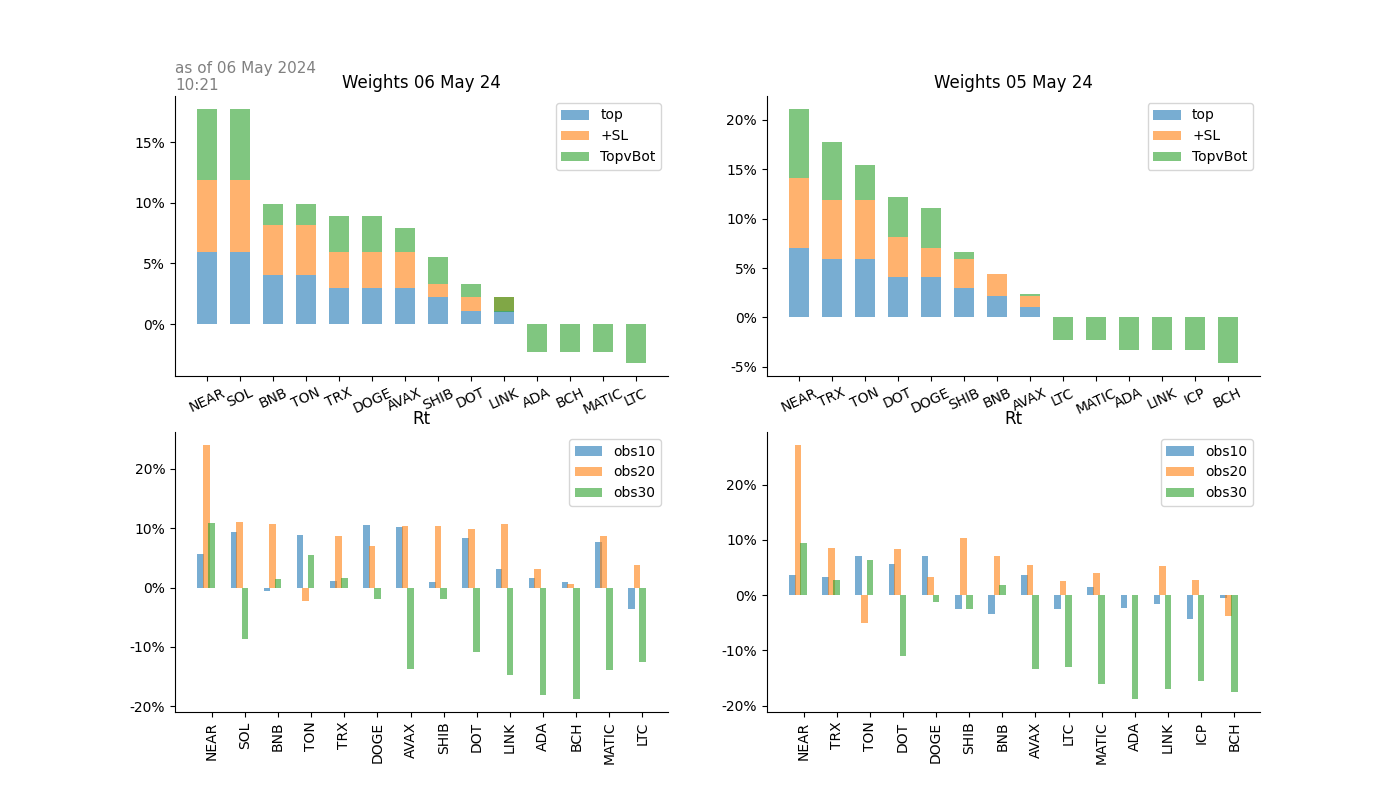 as of 06 May 2024
10:21
Weights 06 May 24
15%
10%
5%
0%
top
+SL
TopvBot
NEAR SOL BNB TON TRX DOGE AVAX SHIB DOT LINK ADA BCH MATIC LTC
Weights 05 May 24
20%
15%
10%
5%
0%
-5%
top
+SL
TopvBot
NEAR TRX TON DOT DOGE SHIB BNB AVAX LTC MATIC ADA LINK ICP BCH
Rt
20%
10%
0%
-10%
-20%
obs10
obs20
obs30
NEAR SOL BNB TON TRX DOGE AVAX SHIB DOT LINK ADA BCH MATIC LTC
Rt
20%
10%
0%
-10%
-20%
obs10
obs20
obs30
NEAR TRX TON DOT DOGE SHIB BNB AVAX LTC MATIC ADA LINK ICP BCH